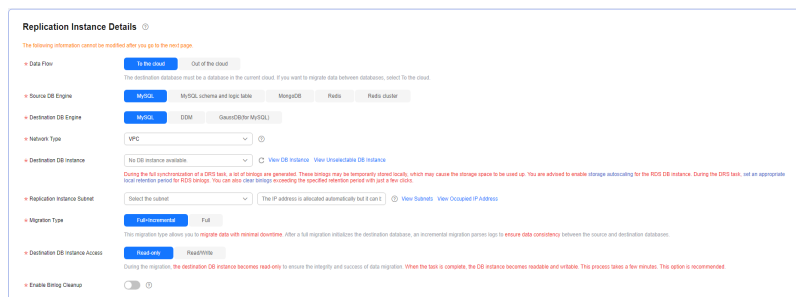 Replication Instance Details
The following information cannot be modified after you go to the next page.
* Data Flow To the cloud Out of the cloud
The destination database must be a database in the current cloud. If you want to migrate data between databases, select To the cloud.
* Source DB Engine MySQL MySQL schema and logic table MongoDB Redis Redis cluster
* Destination DB Engine MySQL DDM GaussDB(for MySQL)
* Network Type VPC
* Destination DB Instance No DB instance available View DB Instance View Unselectable DB Instance
During the full synchronization of a DRS task, a lot of binlogs are generated. These binlogs may be temporarily stored locally, which may cause the storage space to be used up. You are advised to enable storage autoscaling for the RDS DB instance. During the DRS task, set an appropriate
local retention period for RDS binlogs. You can also clear binlogs exceeding the specified retention period with just a few clicks.
* Replication Instance Subnet Select the subnet The IP address is allocated automatically but it can b View Subnets View Occupied IP Address
* Migration Type Full+Incremental Full
This migration type allows you to migrate data with minimal downtime. After a full migration initializes the destination database, an incremental migration parses logs to ensure data consistency between the source and destination databases.
* Destination DB Instance Access Read-only Read/Write
During the migration, the destination DB instance becomes read-only to ensure the integrity and success of data migration. When the task is complete, the DB instance becomes readable and writable. This process takes a few minutes. This option is recommended.
* Enable Binlog Cleanup